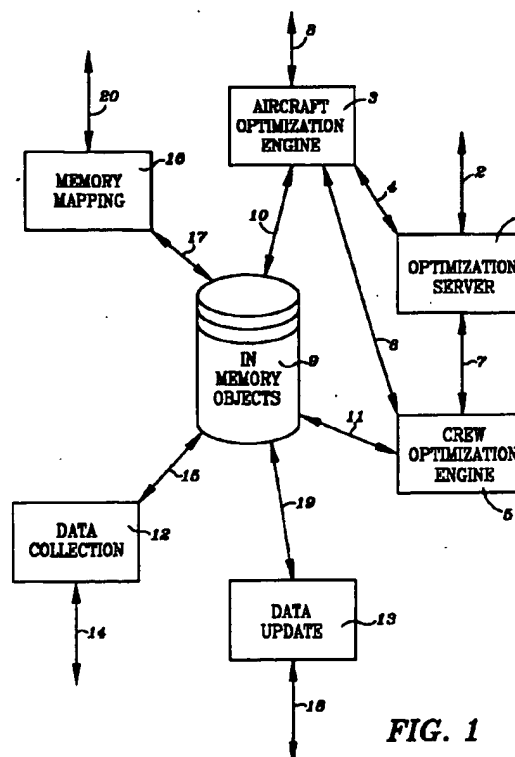 8
3
AIRCRAFT
OPTIMIZATION
ENGINE
20
16
MEMORY
MAPPING
2
4
10
17
OPTIMIZATION
SERVER
6
7
IN
MEMORY
OBJECTS
9
11
CREW
OPTIMIZATION
ENGINE
5
15
19
DATA
COLLECTION
12
DATA
UPDATE
13
14
18
FIG. 1